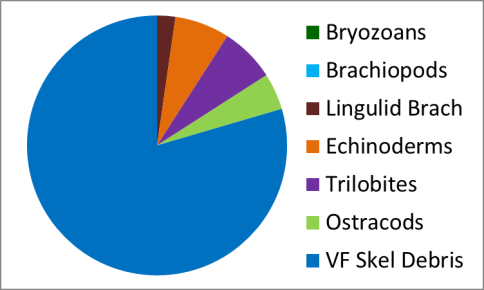 Bryozoans
Brachiopods
Lingulid Brach
Echinoderms
Trilobites
Ostracods
VF Skel Debris